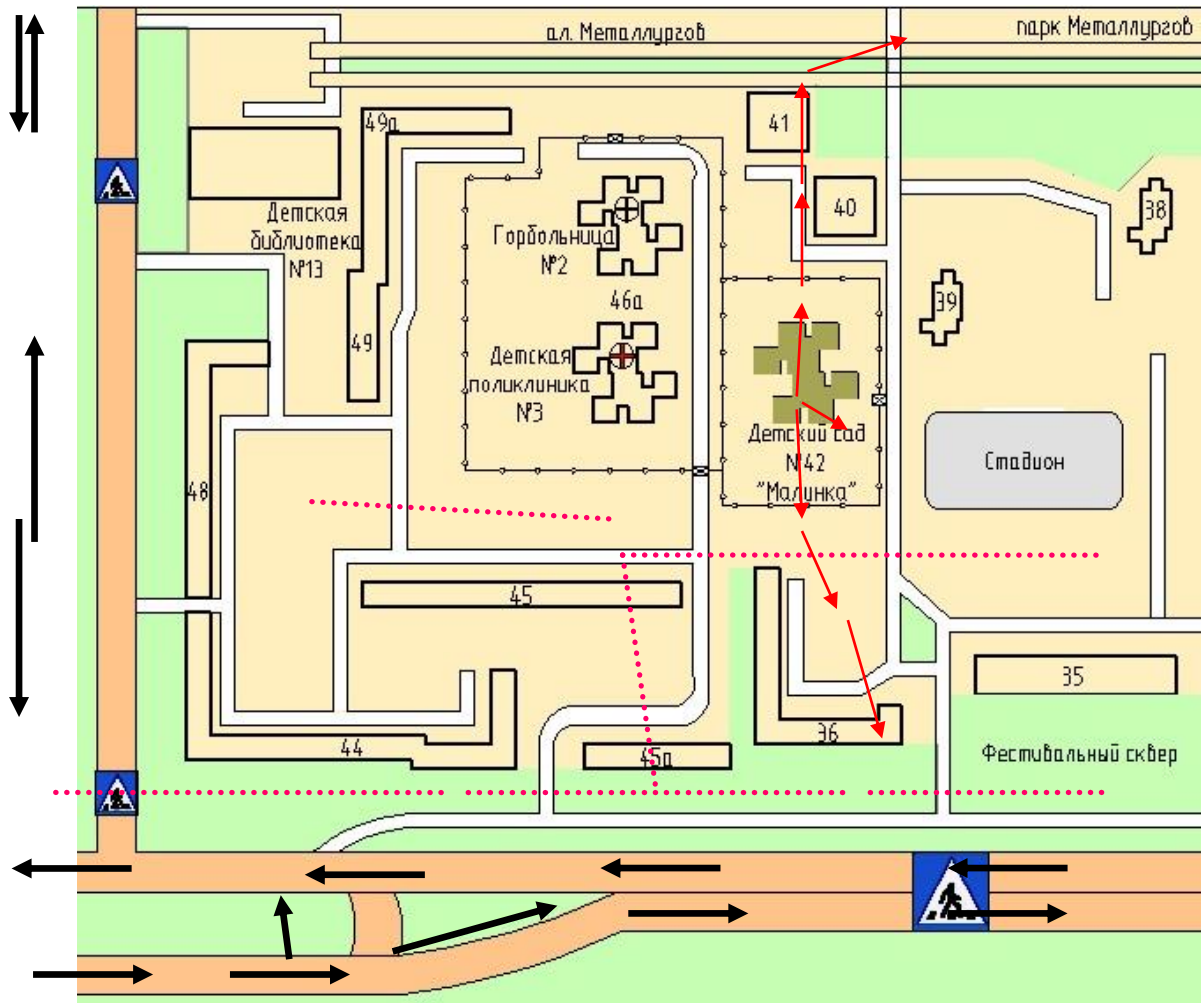 ал. Металлургов
парк Металлургов
49а
41
Детская
библиотека
№13
Горбольница
№2
40
38
46а
39
49
Детская
поликлиника
№3
Детский сад
№42
"Малинка"
Стадион
48
45
35
36
44
45а
Фестивальный сквер